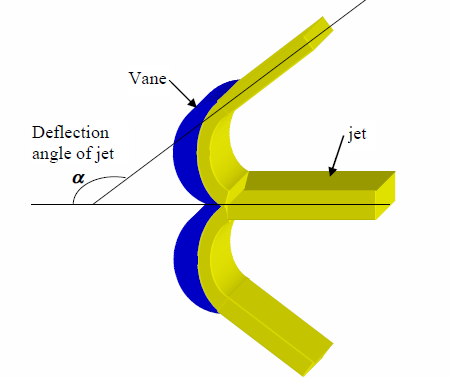 Vane
Deflection
angle of jet
α
jet